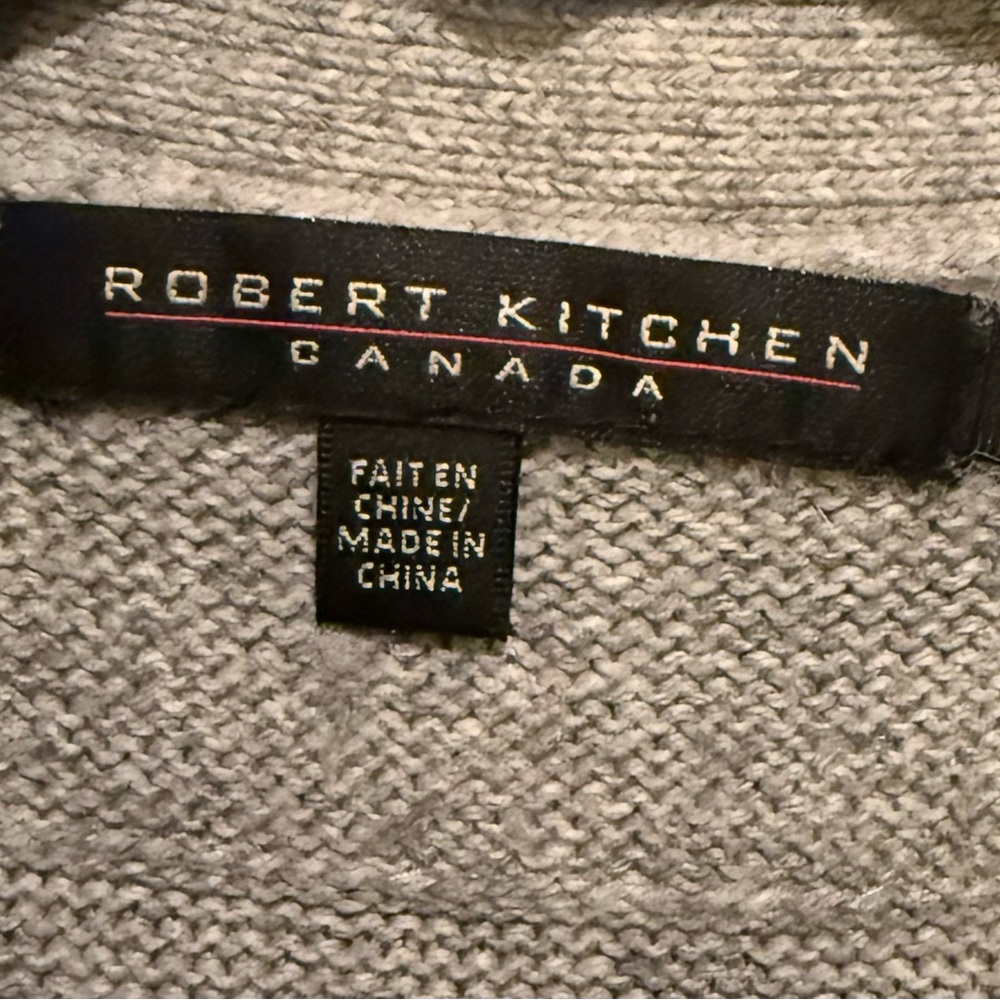 ROBERT KITCHEN
CANADA
FAIT EN
CHINE/
MADE IN
CHINA